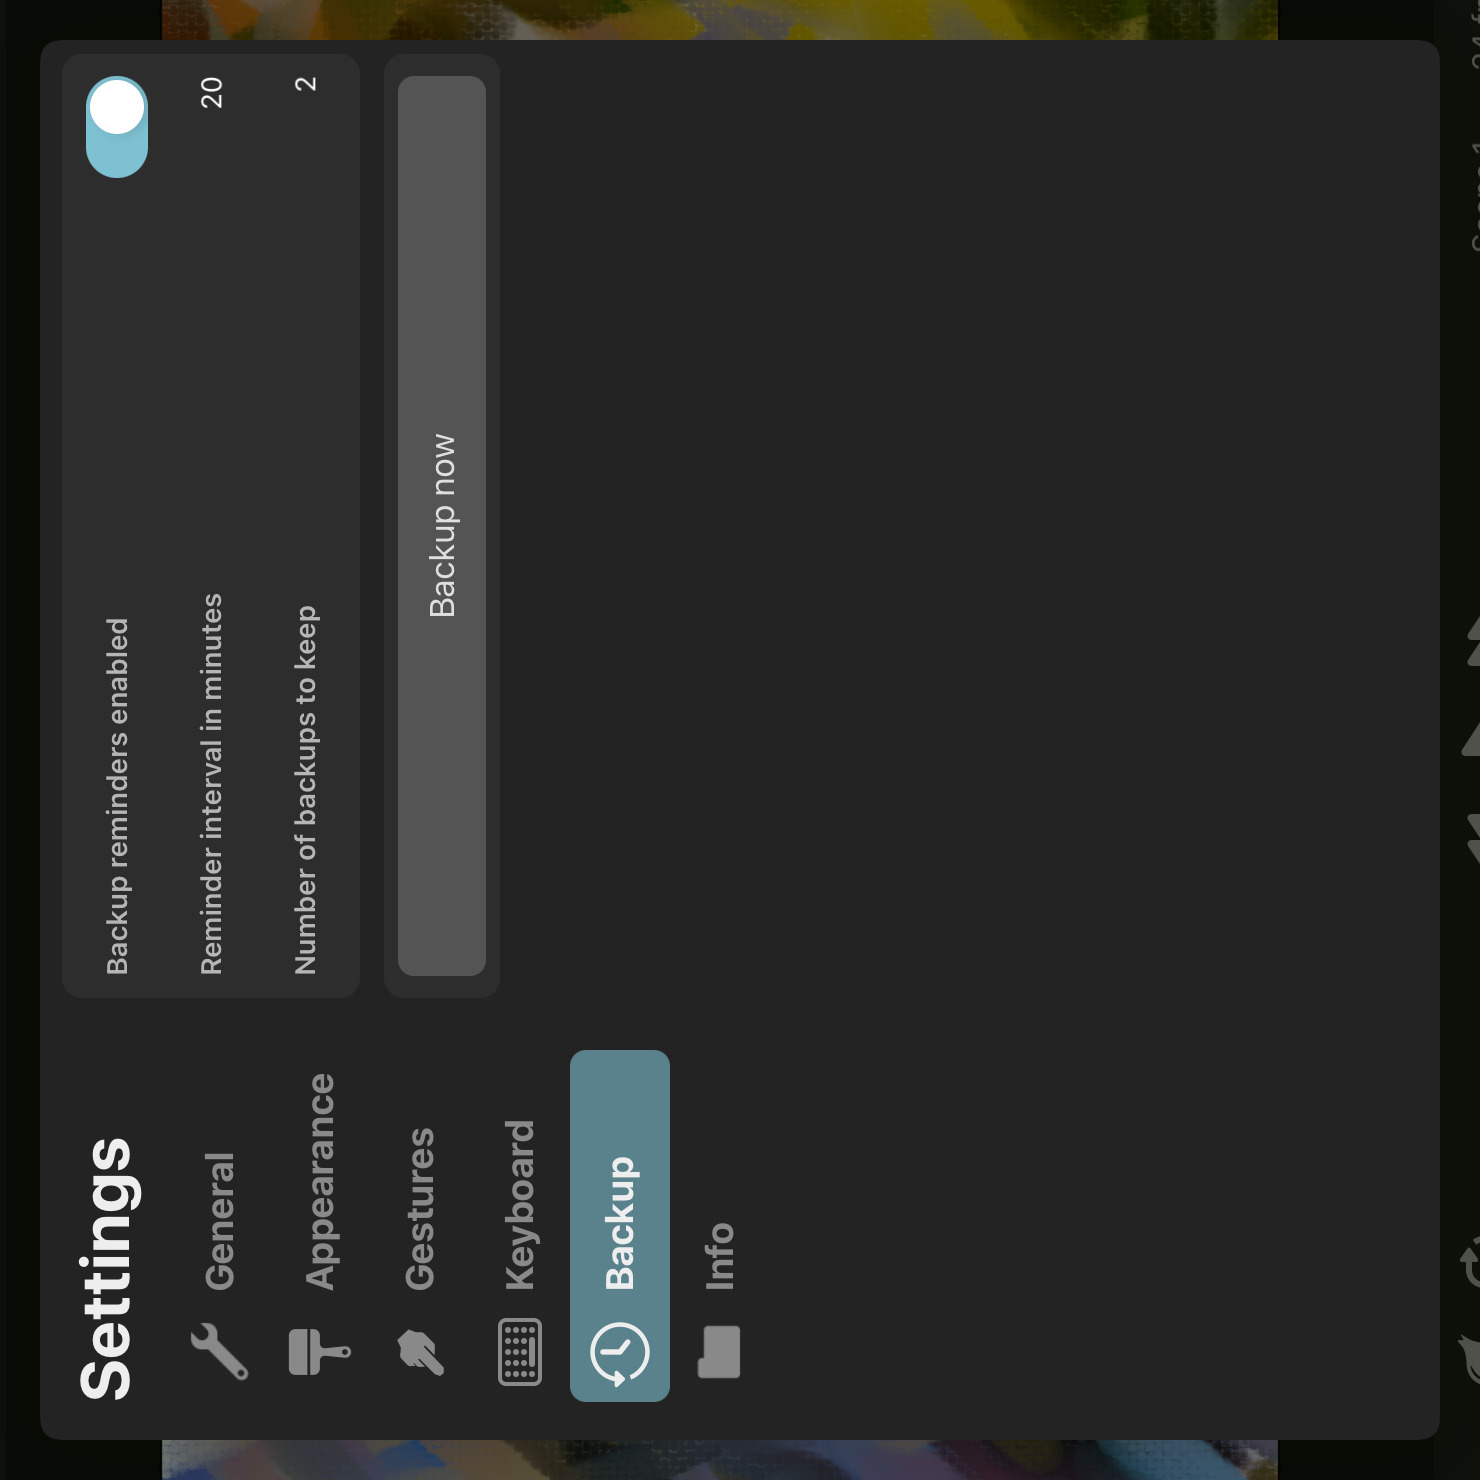 Settings
General
Appearance
Gestures
Keyboard
Backup
Info
Backup reminders enabled
Reminder interval in minutes
20
Number of backups to keep
2
Backup now